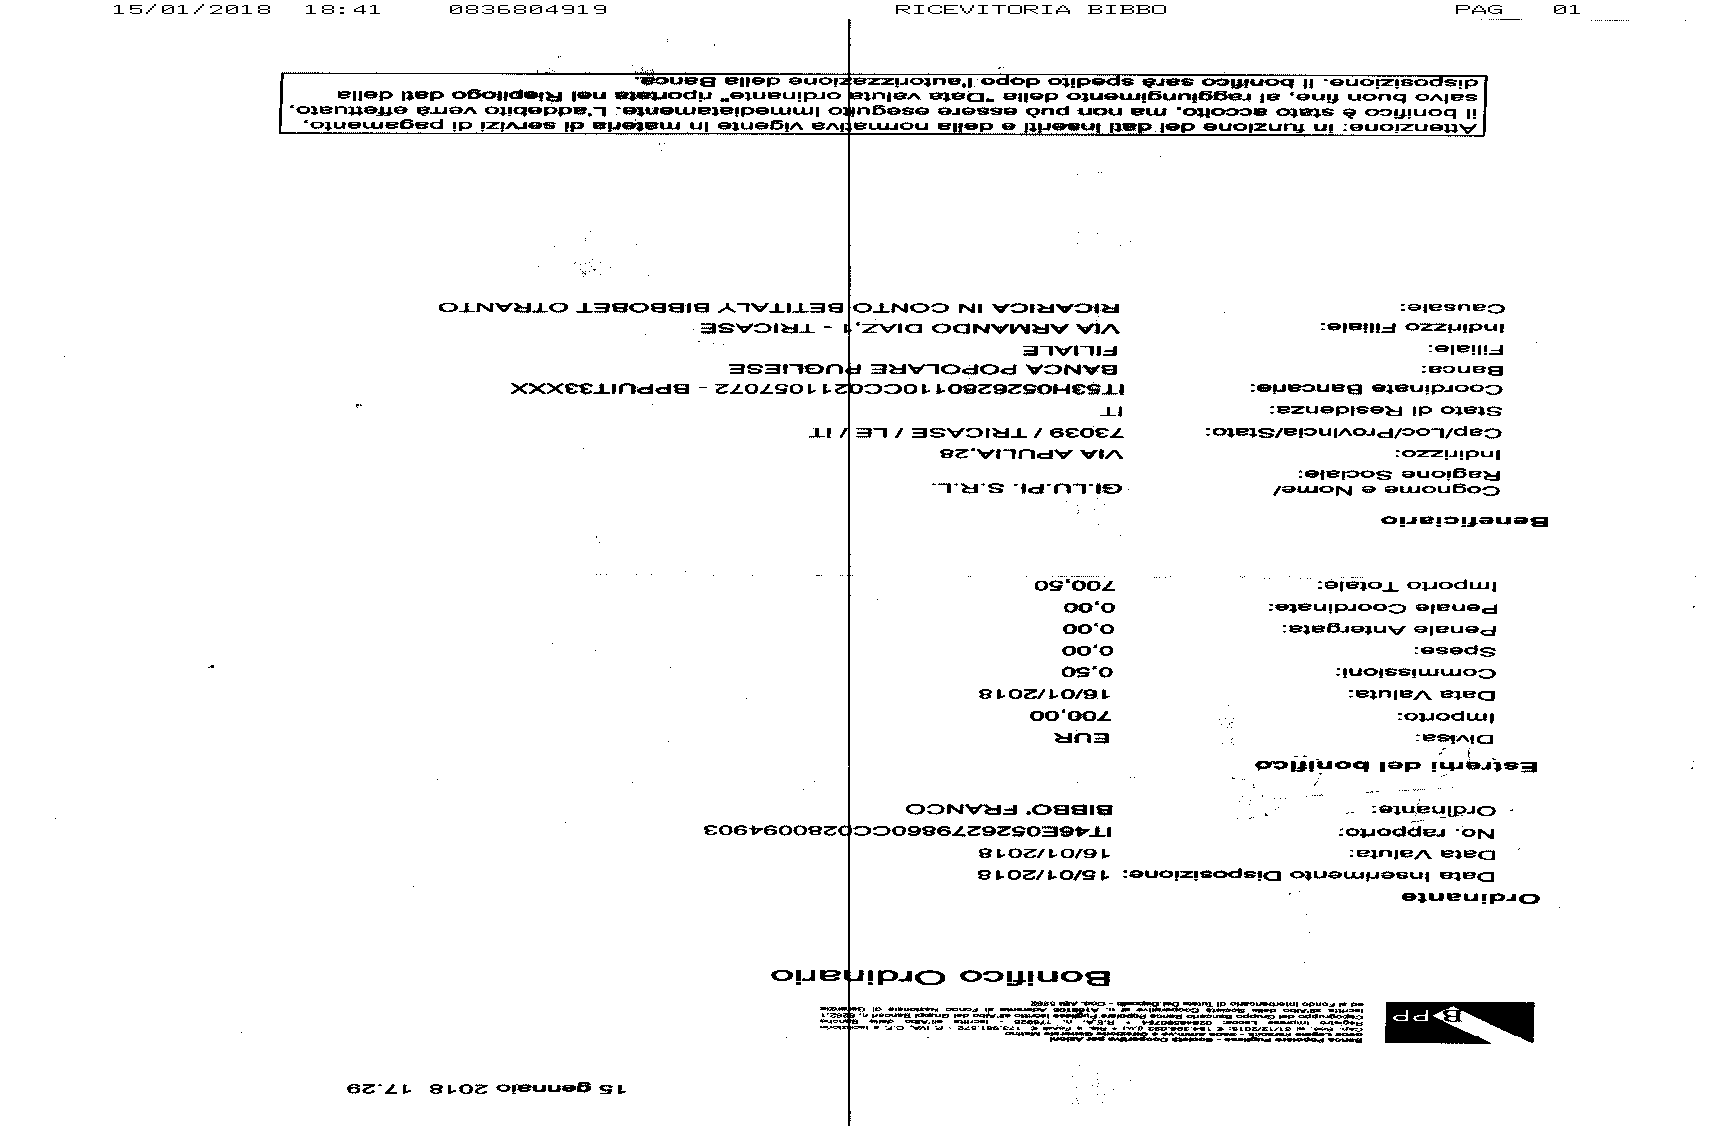 15/01/2018 18:41 0836804919 RICEVITORIA BIBBO PAG 01
15 gennaio 2018 17.29
BPP
Banca Popolare Pugliese - Società Cooperativa per Azioni
Bonifico Ordinario
Ordinante
Data Inserimento Disposizione: 15/01/2018
Data Valuta: 16/01/2018
No. rapporto: IT46E0526279860CC0280094903
Ordinante: BIBBO' FRANCO
Estremi del bonifico
Divisa: EUR
Importo: 700,00
Data Valuta: 16/01/2018
Commissioni: 0,50
Spese: 0,00
Penale Antergata: 0,00
Penale Coordinate: 0,00
Importo Totale: 700,50
Beneficiario
Cognome e Nome/ GI.LU.PI. S.R.L.
Ragione Sociale:
Indirizzo: VIA APULIA,28
Cap/Loc/Provincia/Stato: 73039 / TRICASE / LE / IT
Stato di Residenza: IT
Coordinate Bancarie: IT53H0526280110CC0211057072 - BPPUIT33XXX
Banca: BANCA POPOLARE PUGLIESE
Filiale: FILIALE
Indirizzo Filiale: VIA ARMANDO DIAZ,1 - TRICASE
Causale: RICARICA IN CONTO BETITALY BIBBOBET OTRANTO
Attenzione: in funzione dei dati inseriti e della normativa vigente in materia di servizi di pagamento,
il bonifico è stato accolto, ma non può essere eseguito immediatamente. L'addebito verrà effettuato,
salvo buon fine, al raggiungimento della "Data valuta ordinante" riportata nel Riepilogo dati della
disposizione. Il bonifico sarà spedito dopo l'autorizzazione della Banca.